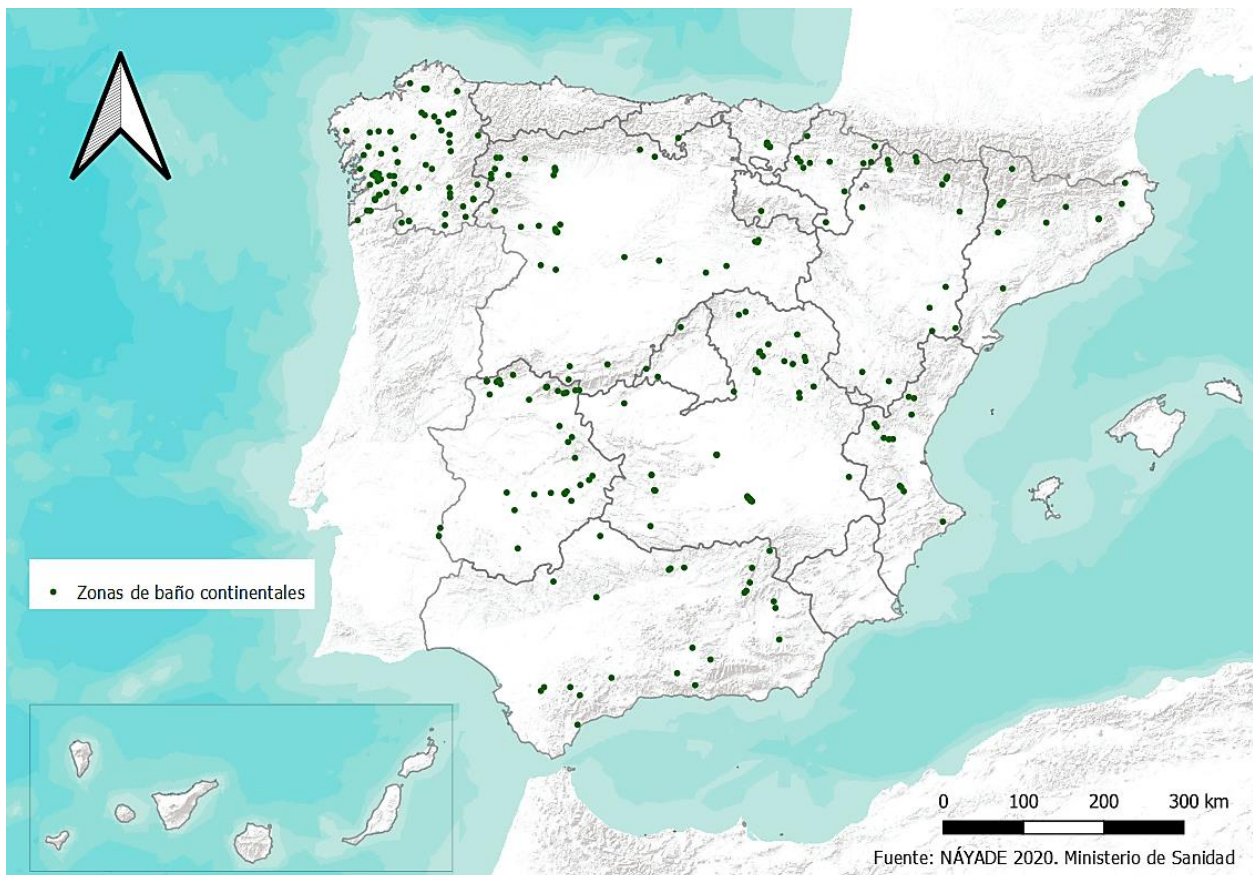 Zonas de baño continentales
0 100 200 300 km
Fuente: NÁYADE 2020. Ministerio de Sanidad